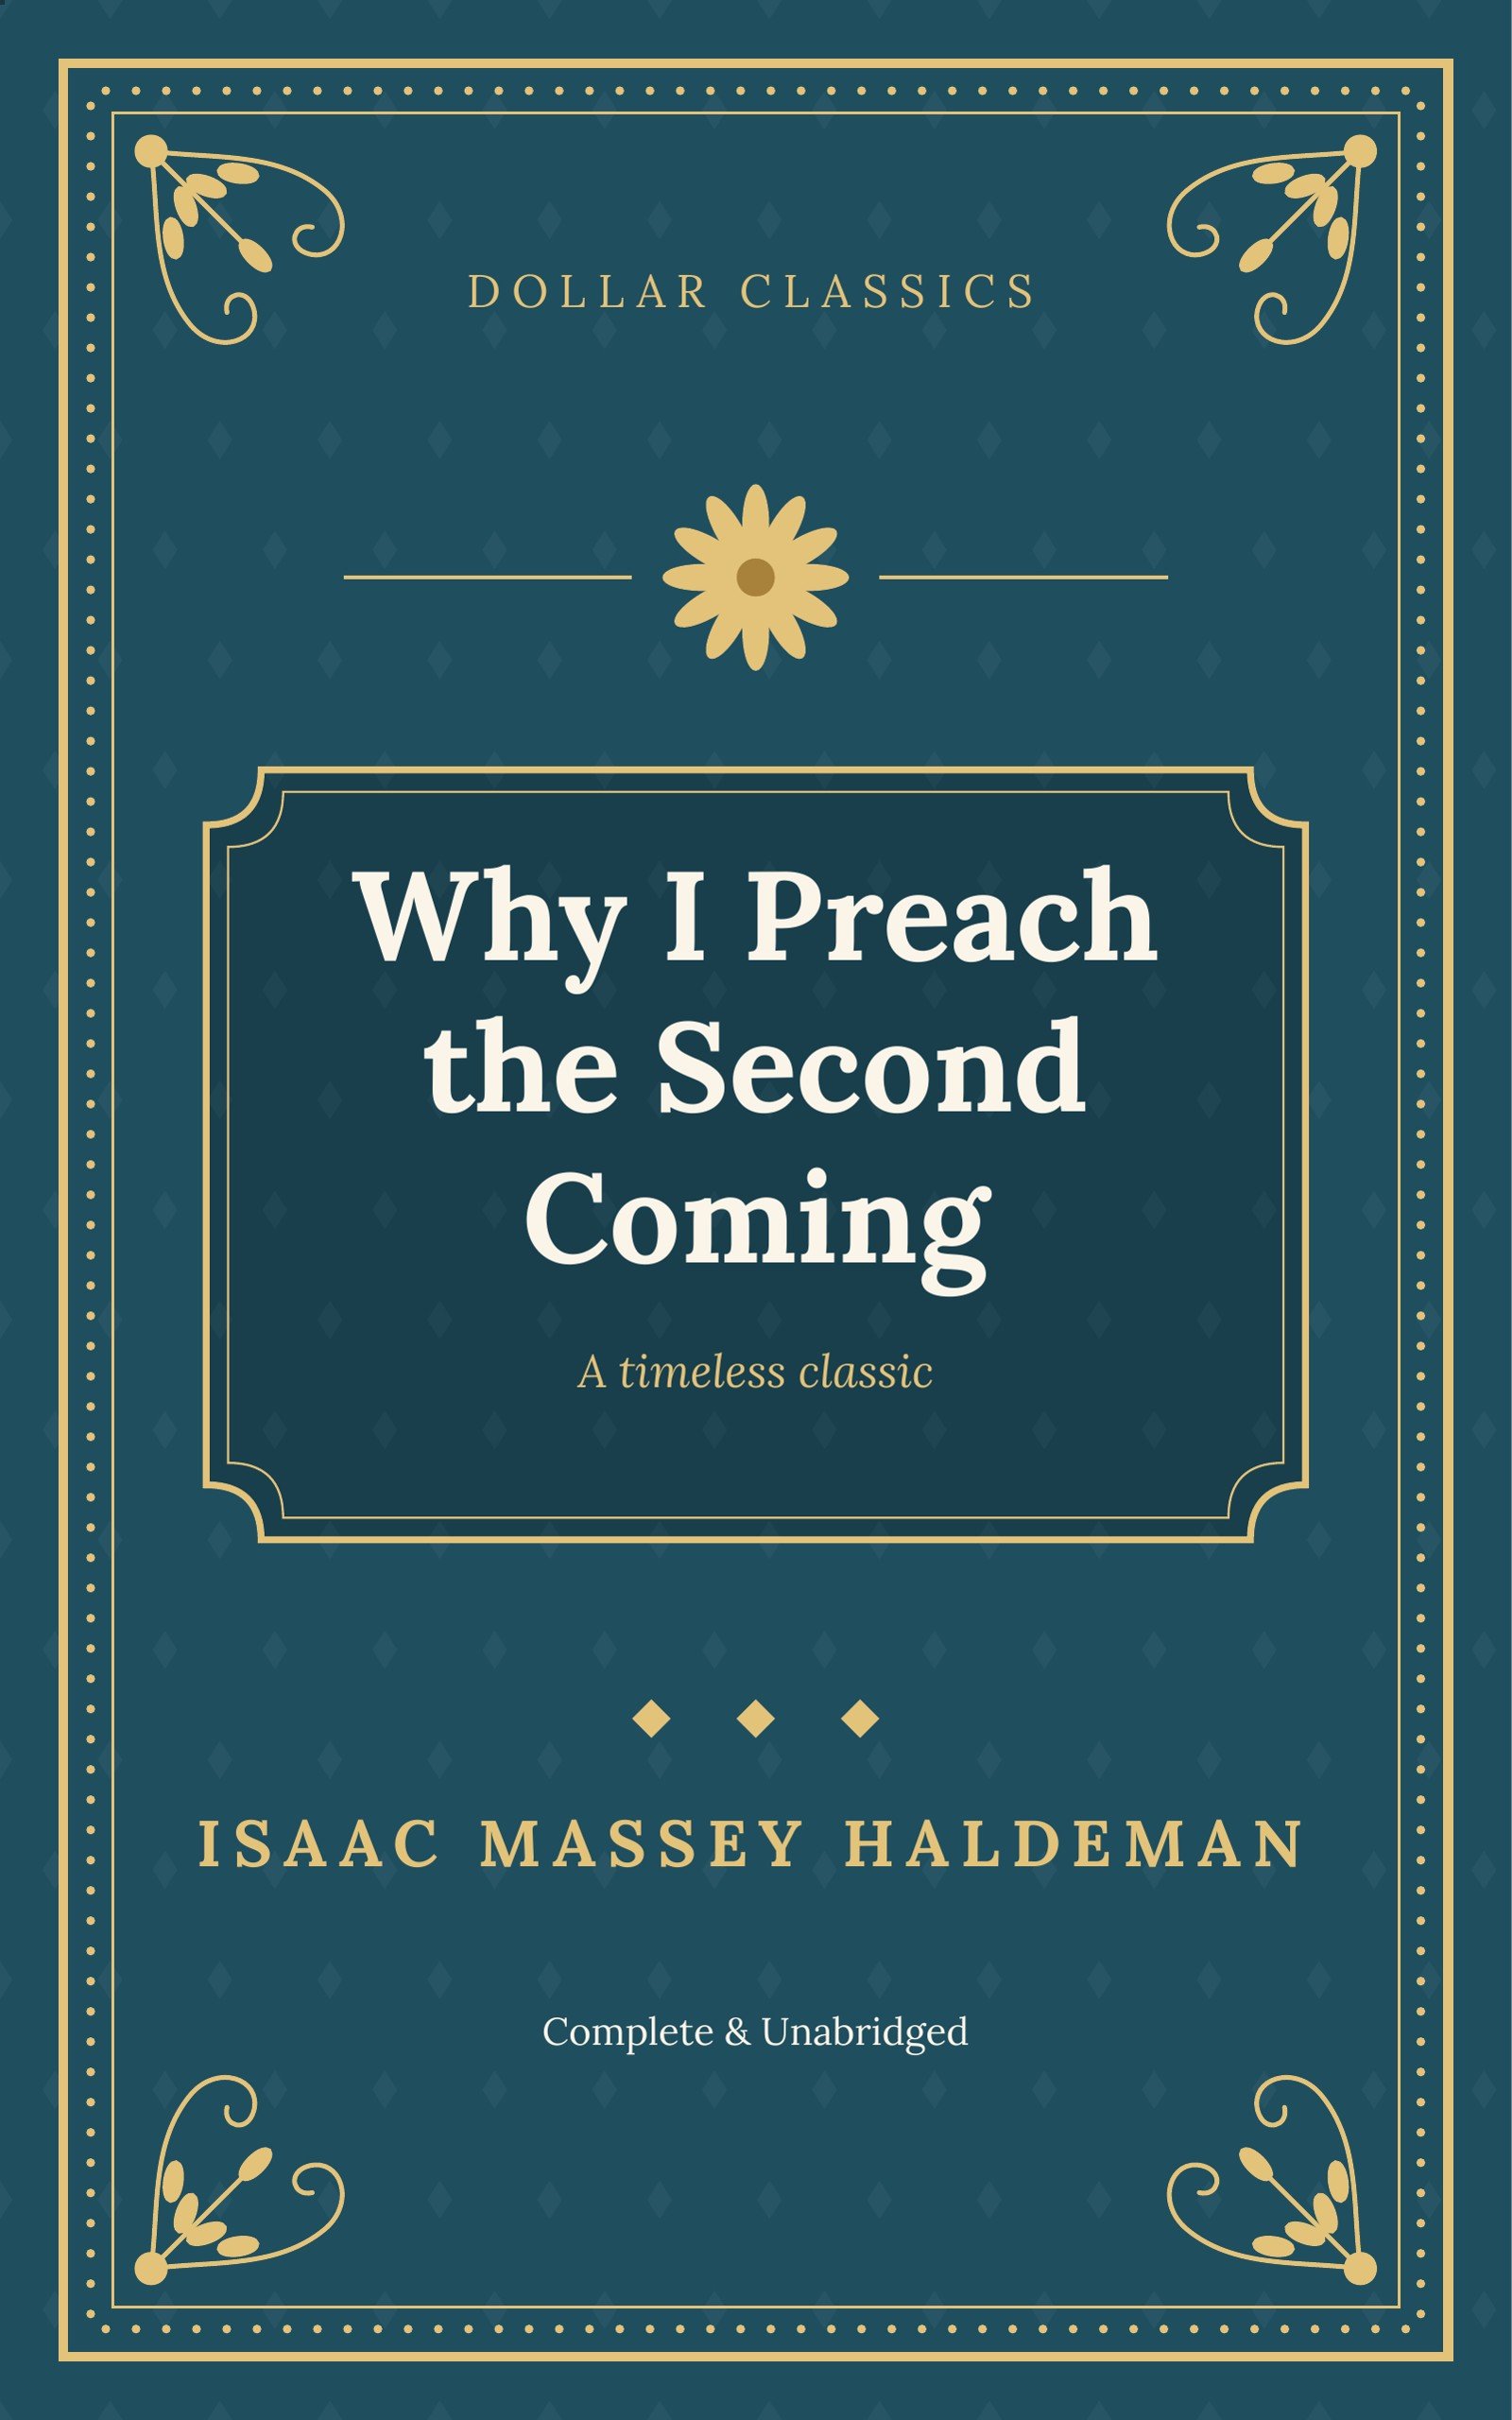 DOLLAR CLASSICS
Why I Preach
the Second
Coming
A timeless classic
ISAAC MASSEY HALDEMAN
Complete & Unabridged